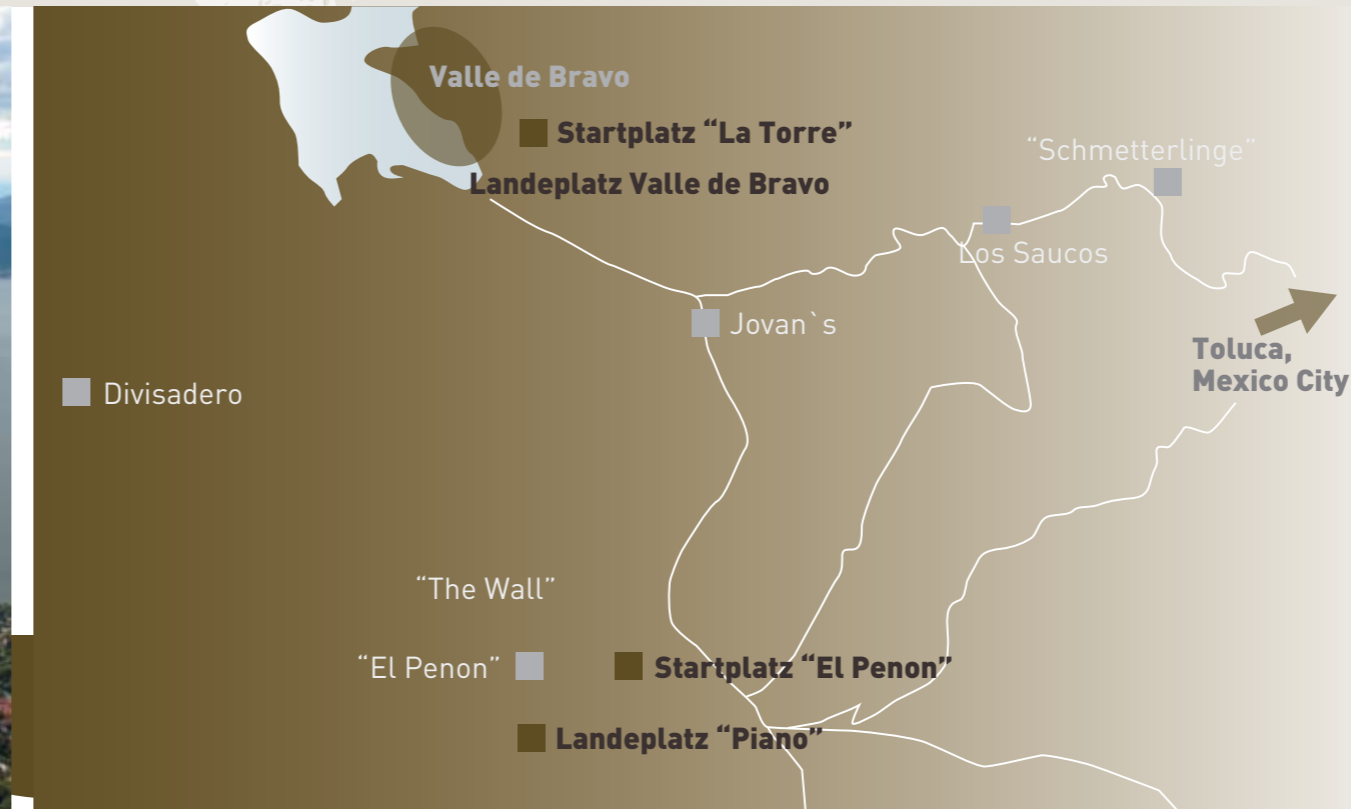 Valle de Bravo
Startplatz “La Torre”
“Schmetterlinge”
Landeplatz Valle de Bravo
Los Saucos
Jovan`s
Toluca,
Mexico City
Divisadero
“The Wall”
“El Penon”
Startplatz “El Penon”
Landeplatz “Piano”